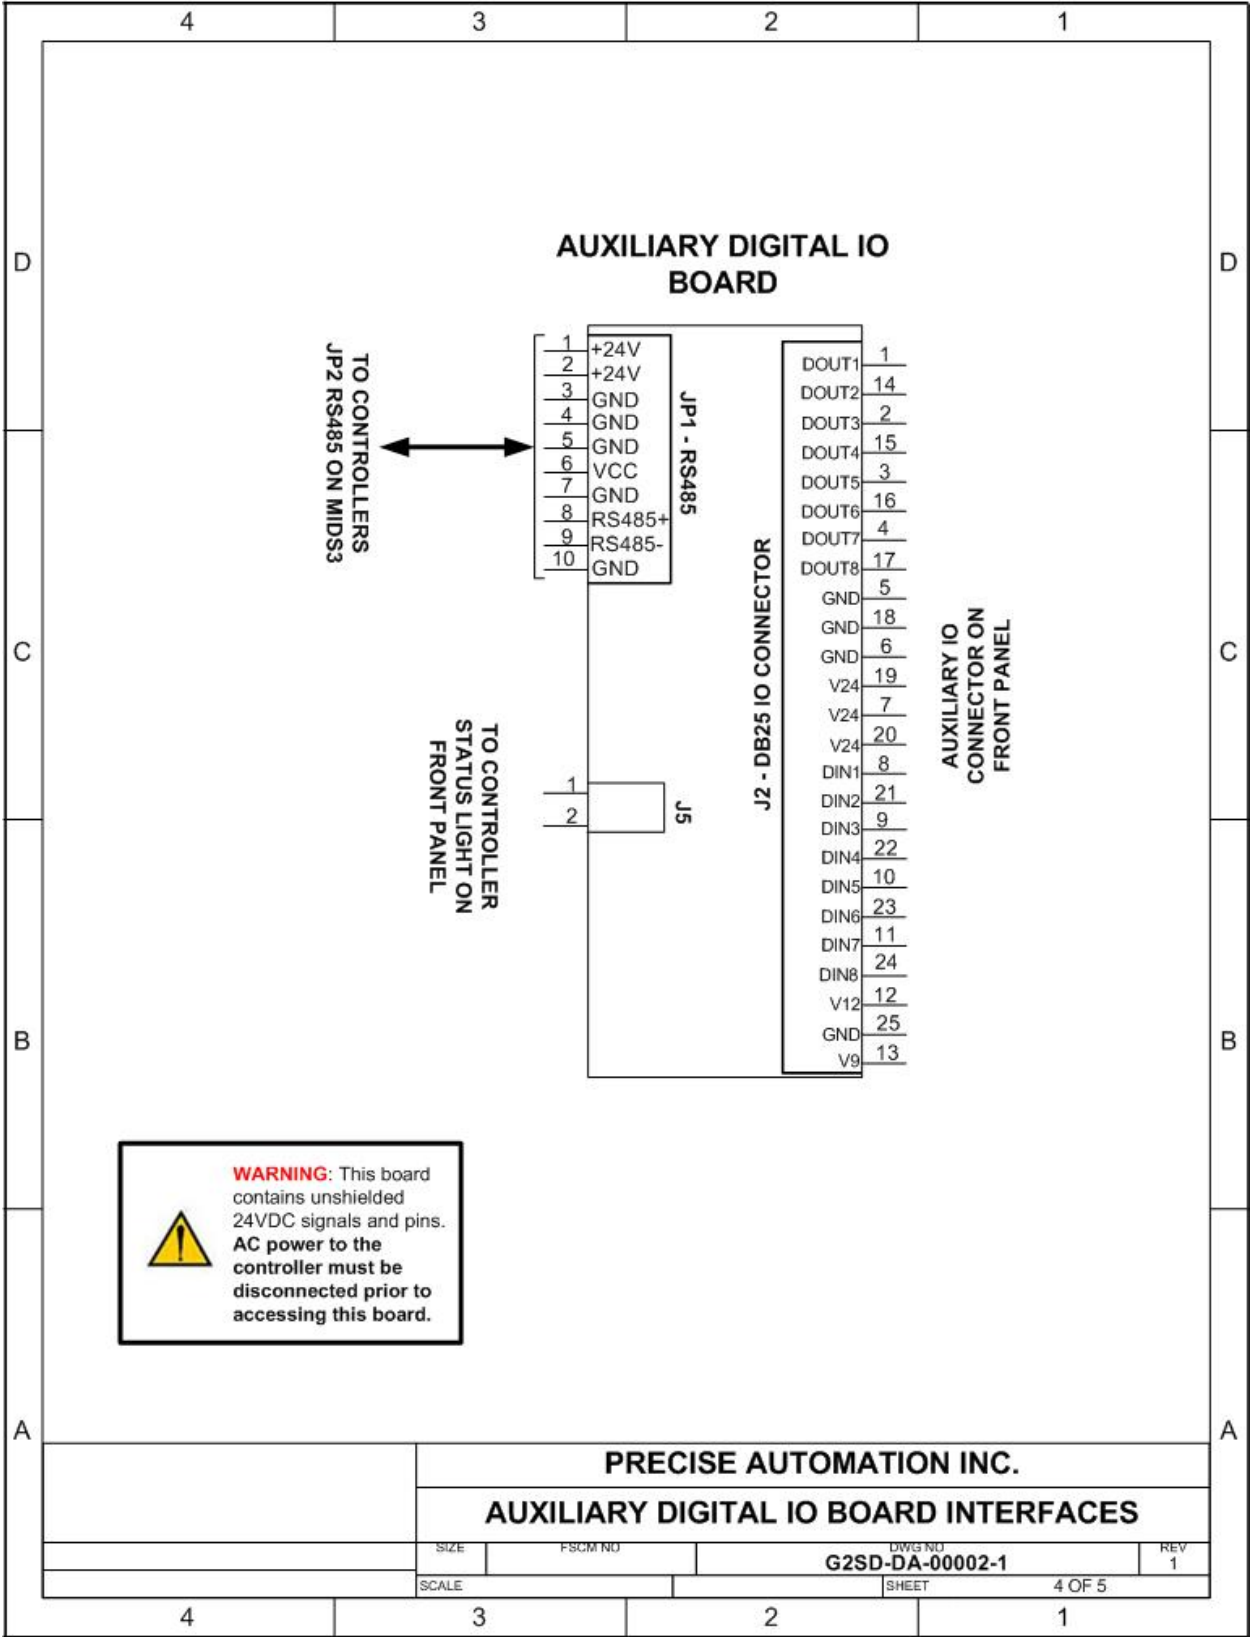 4 3 2 1
D D
AUXILIARY DIGITAL IO
BOARD
TO CONTROLLERS
JP2 RS485 ON MIDS3
1 +24V
2 +24V
3 GND
4 GND
5 GND
6 VCC
7 GND
8 RS485+
9 RS485-
10 GND
JP1 - RS485
J2 - DB25 IO CONNECTOR
DOUT1 1
DOUT2 14
DOUT3 2
DOUT4 15
DOUT5 3
DOUT6 16
DOUT7 4
DOUT8 17
GND 5
GND 18
GND 6
V24 19
V24 7
V24 20
DIN1 8
DIN2 21
DIN3 9
DIN4 22
DIN5 10
DIN6 23
DIN7 11
DIN8 24
V12 12
GND 25
V9 13
AUXILIARY IO
CONNECTOR ON
FRONT PANEL
C C
TO CONTROLLER
STATUS LIGHT ON
FRONT PANEL
1
2
J5
B B
WARNING: This board
contains unshielded
24VDC signals and pins.
AC power to the
controller must be
disconnected prior to
accessing this board.
A A
PRECISE AUTOMATION INC.
AUXILIARY DIGITAL IO BOARD INTERFACES
SIZE FSCM NO DWG NO REV
G2SD-DA-00002-1 1
SCALE SHEET 4 OF 5
4 3 2 1